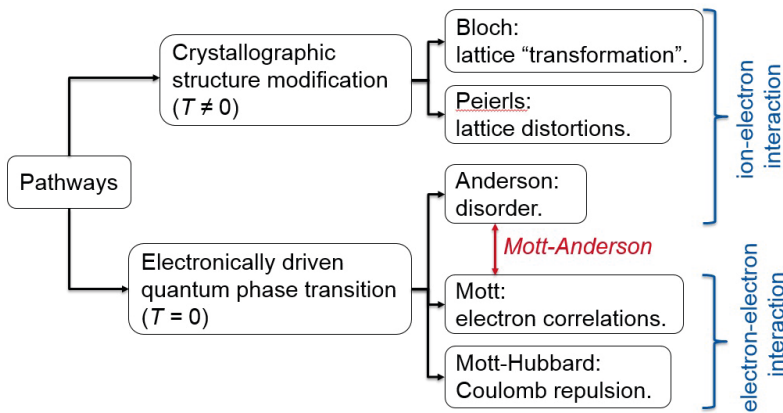 Pathways
Crystallographic
structure modification
(T ≠ 0)
Bloch:
lattice “transformation”.
Peierls:
lattice distortions.
Electronically driven
quantum phase transition
(T = 0)
Anderson:
disorder.
Mott-Anderson
Mott:
electron correlations.
Mott-Hubbard:
Coulomb repulsion.
ion-electron
interaction
electron-electron
interaction